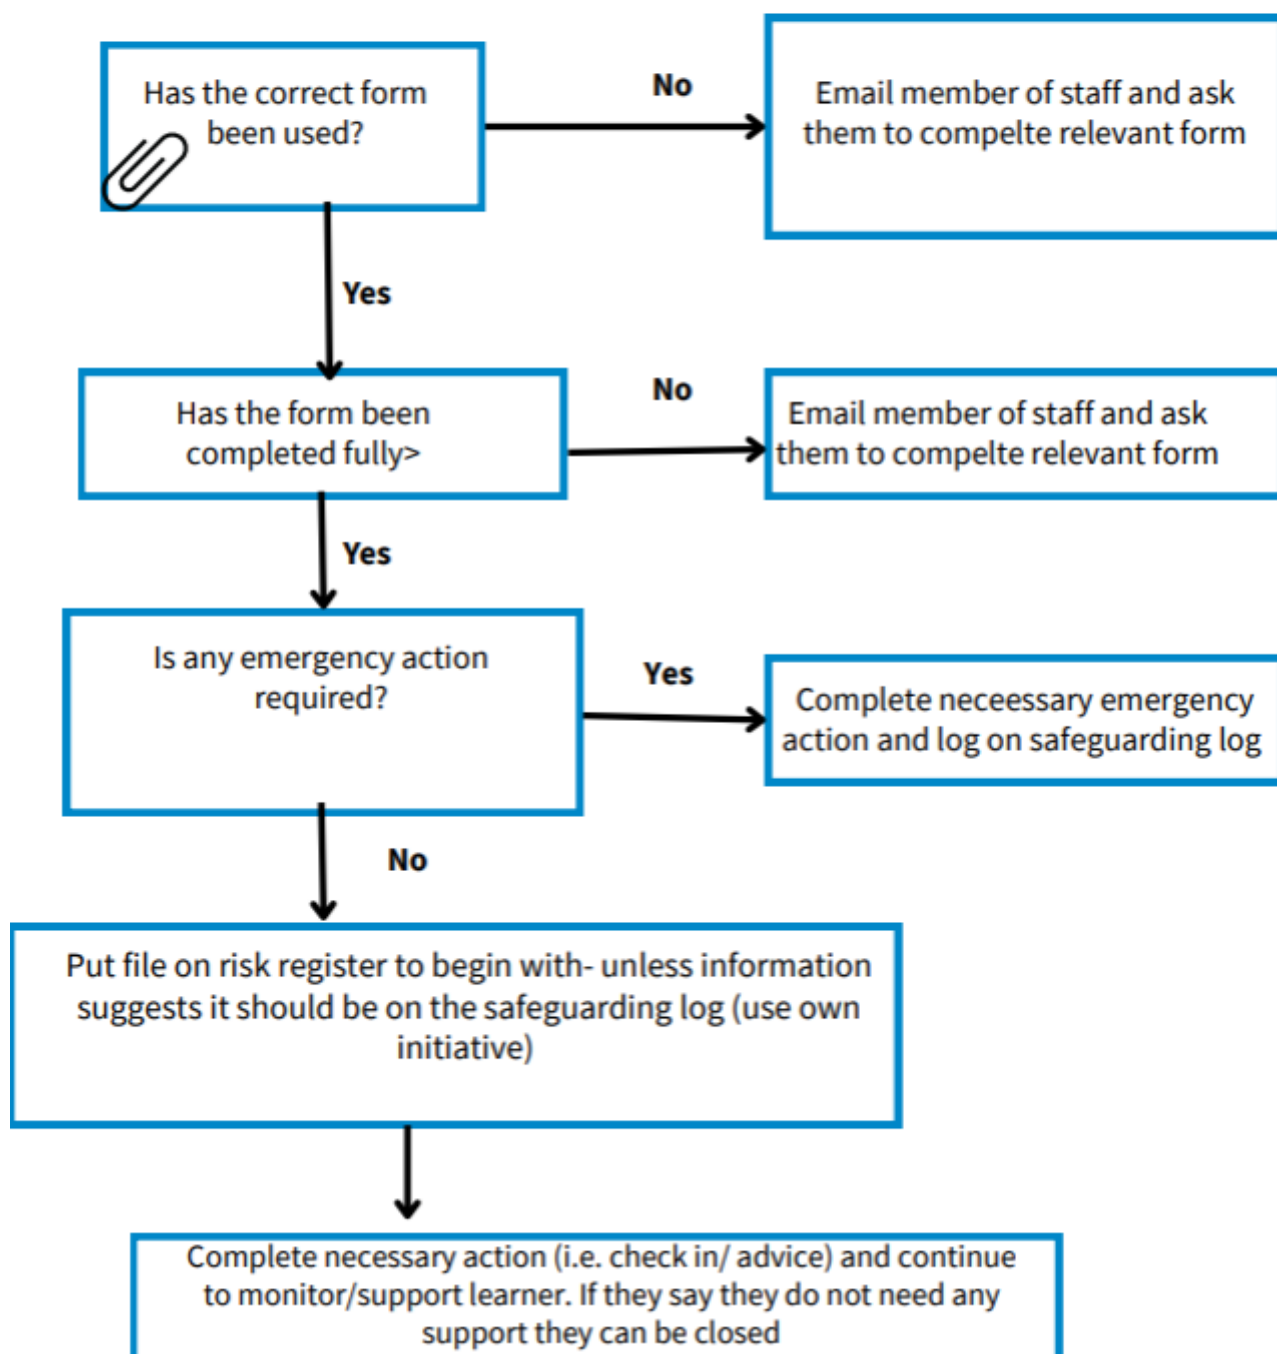 Has the correct form
been used?
No
Email member of staff and ask
them to compelte relevant form
Yes
Has the form been
completed fully>
No
Email member of staff and ask
them to compelte relevant form
Yes
Is any emergency action
required?
Yes
Complete neceessary emergency
action and log on safeguarding log
No
Put file on risk register to begin with- unless information
suggests it should be on the safeguarding log (use own
initiative)
Complete necessary action (i.e. check in/ advice) and continue
to monitor/support learner. If they say they do not need any
support they can be closed